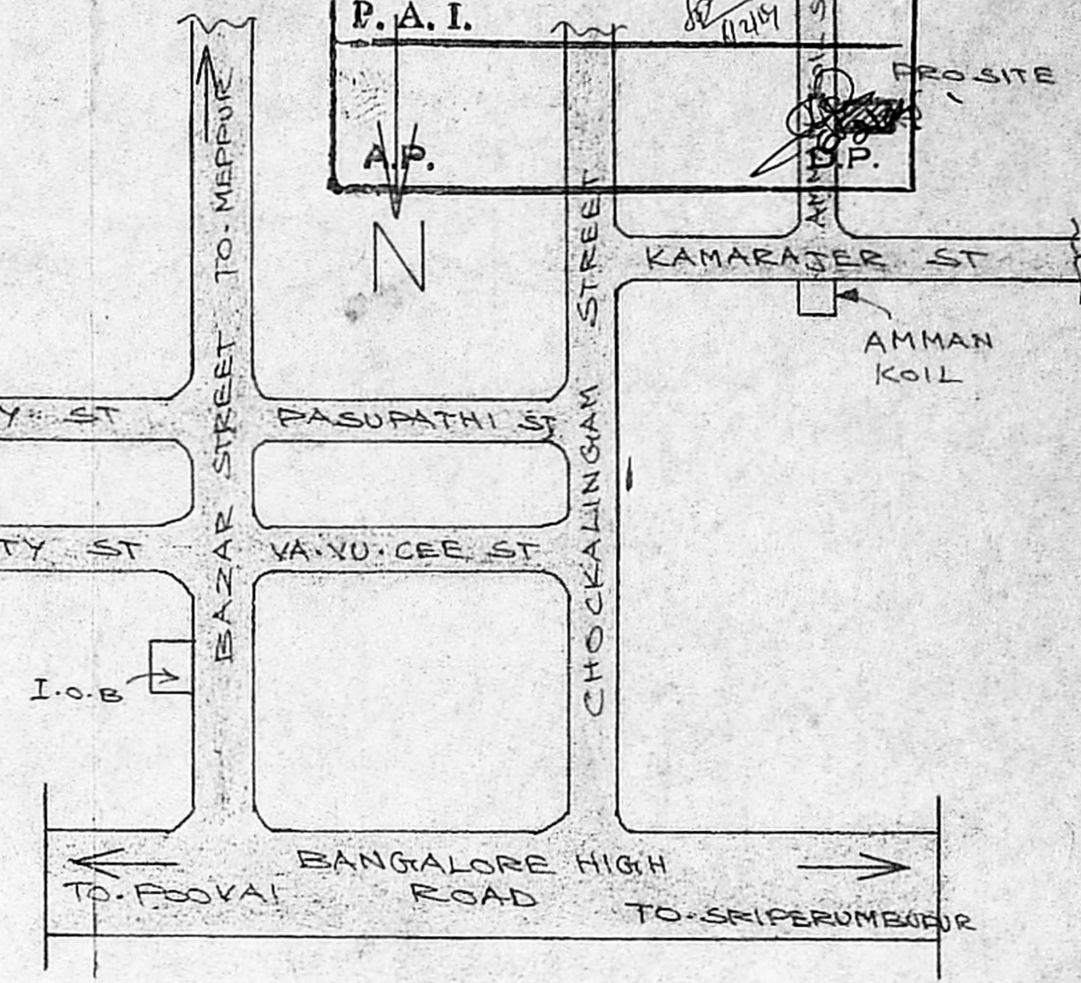 P. A. I.
PRO. SITE
A.P.
D.P.
N
TO. MEPPUR
BAZAR STREET
CHOCKALINGAM STREET
KAMARAJER ST
AMMAN
KOIL
Y. ST
PASUPATHI ST
TY ST
VA.VU.CEE ST
I.O.B
BANGALORE HIGH
ROAD
TO. POOVAI
TO. SRIPERUMBUDUR